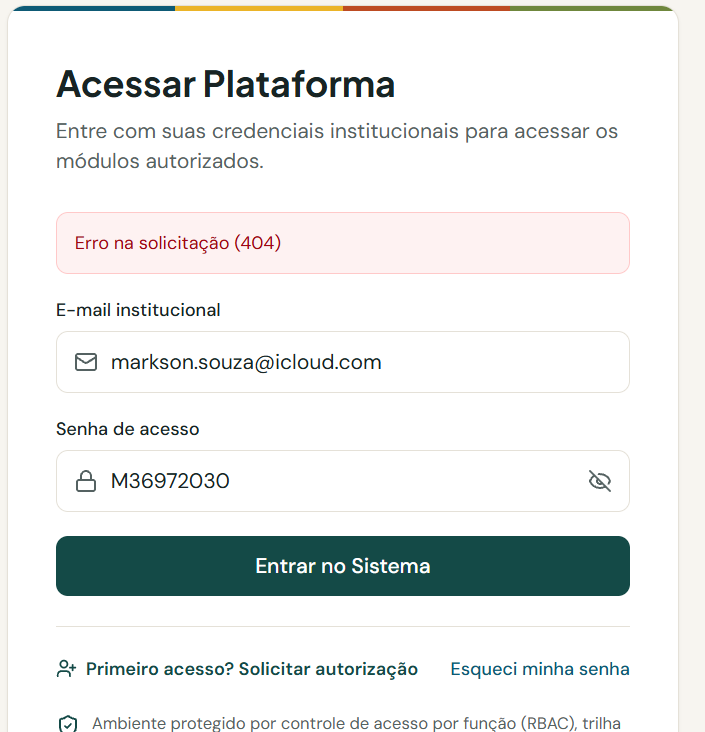 Acessar Plataforma
Entre com suas credenciais institucionais para acessar os
módulos autorizados.
Erro na solicitação (404)
E-mail institucional
markson.souza@icloud.com
Senha de acesso
M36972030
Entrar no Sistema
Primeiro acesso? Solicitar autorização
Esqueci minha senha
Ambiente protegido por controle de acesso por função (RBAC), trilha